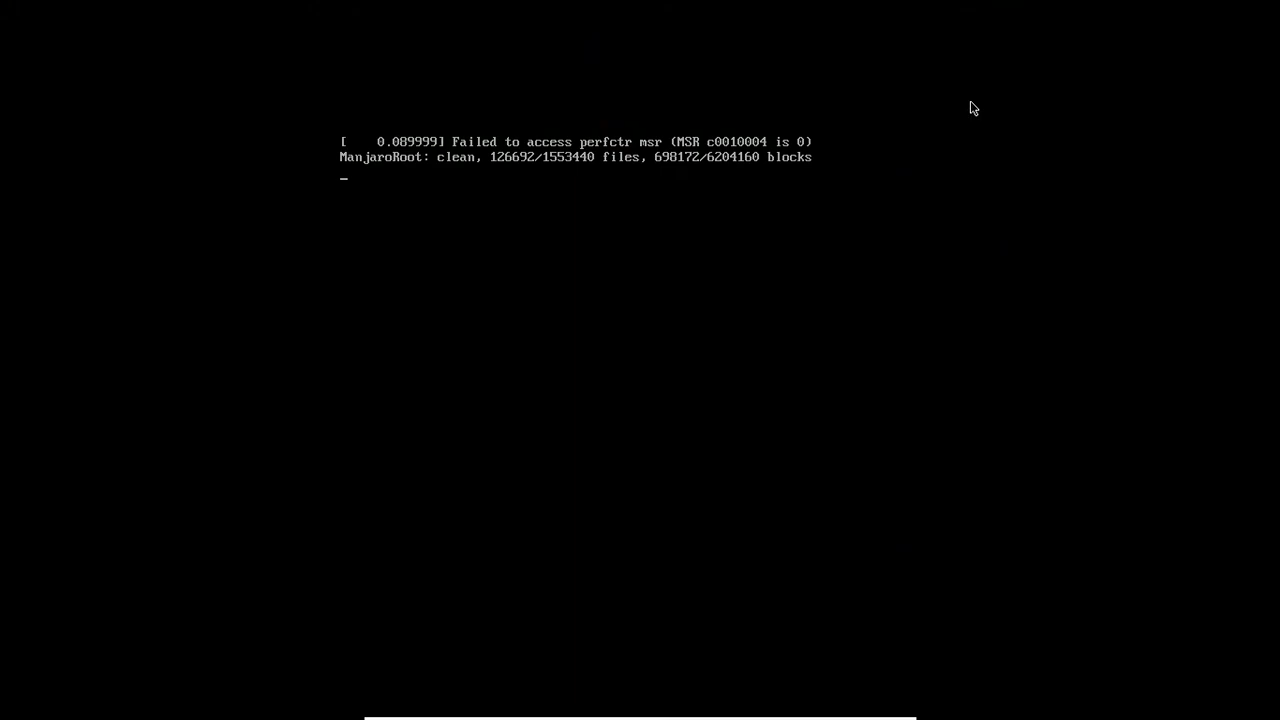 [    0.089999] Failed to access perfctr msr (MSR c0010004 is 0)
ManjaroRoot: clean, 126692/1553440 files, 698172/6204160 blocks
_